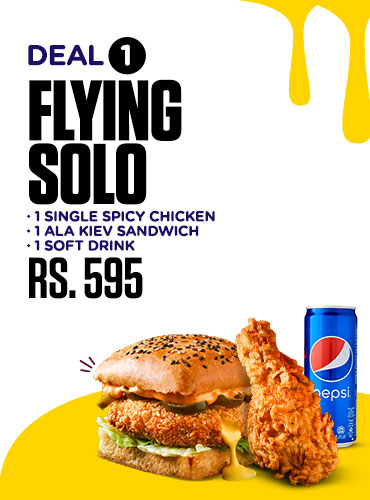 DEAL 1
FLYING
SOLO
· 1 SINGLE SPICY CHICKEN
· 1 ALA KIEV SANDWICH
· 1 SOFT DRINK
RS. 595
pepsi